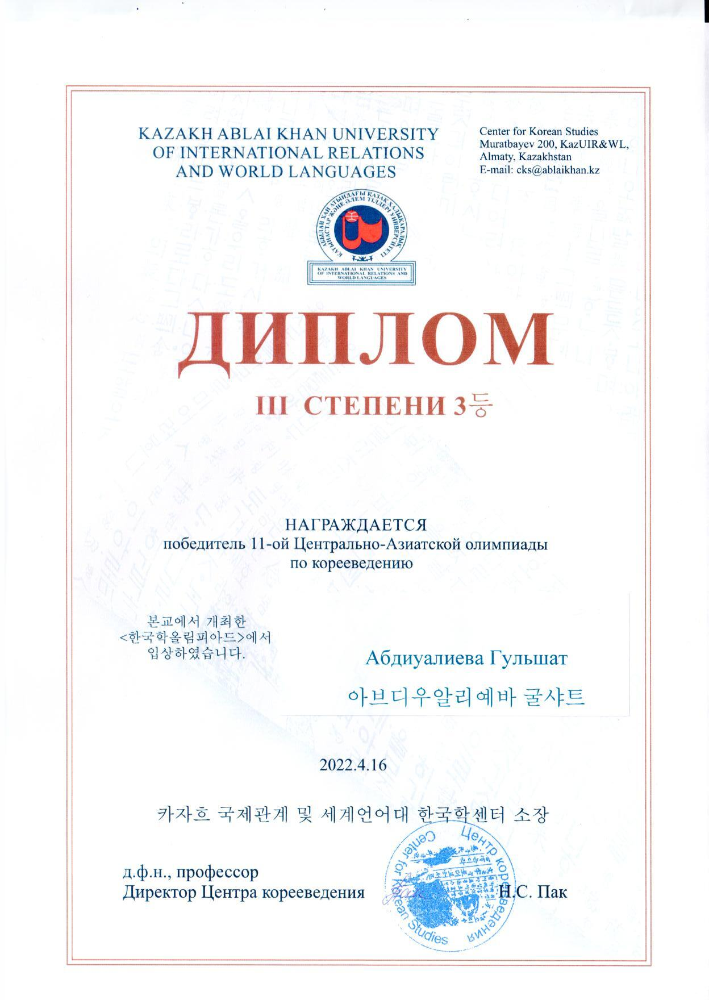 KAZAKH ABLAI KHAN UNIVERSITY
OF INTERNATIONAL RELATIONS
AND WORLD LANGUAGES
Center for Korean Studies
Muratbayev 200, KazUIR&WL,
Almaty, Kazakhstan
E-mail: cks@ablaikhan.kz
АБЫЛАЙ ХАН АТЫНДАҒЫ ҚАЗАҚ ХАЛЫҚАРАЛЫҚ
ҚАТЫНАСТАР ЖӘНЕ ӘЛЕМ ТІЛДЕРІ УНИВЕРСИТЕТІ
KAZAKH ABLAI KHAN UNIVERSITY
OF INTERNATIONAL RELATIONS AND
WORLD LANGUAGES
ДИПЛОМ
III СТЕПЕНИ 3등
НАГРАЖДАЕТСЯ
победитель 11-ой Центрально-Азиатской олимпиады
по корееведению
본교에서 개최한
<한국학올림피아드>에서
입상하였습니다.
Абдиуалиева Гульшат
아브디우알리예바 굴샤트
2022.4.16
카자흐 국제관계 및 세계언어대 한국학센터 소장
д.ф.н., профессор
Директор Центра корееведения
Н.С. Пак
Центр корееведения
Center for Korean Studies